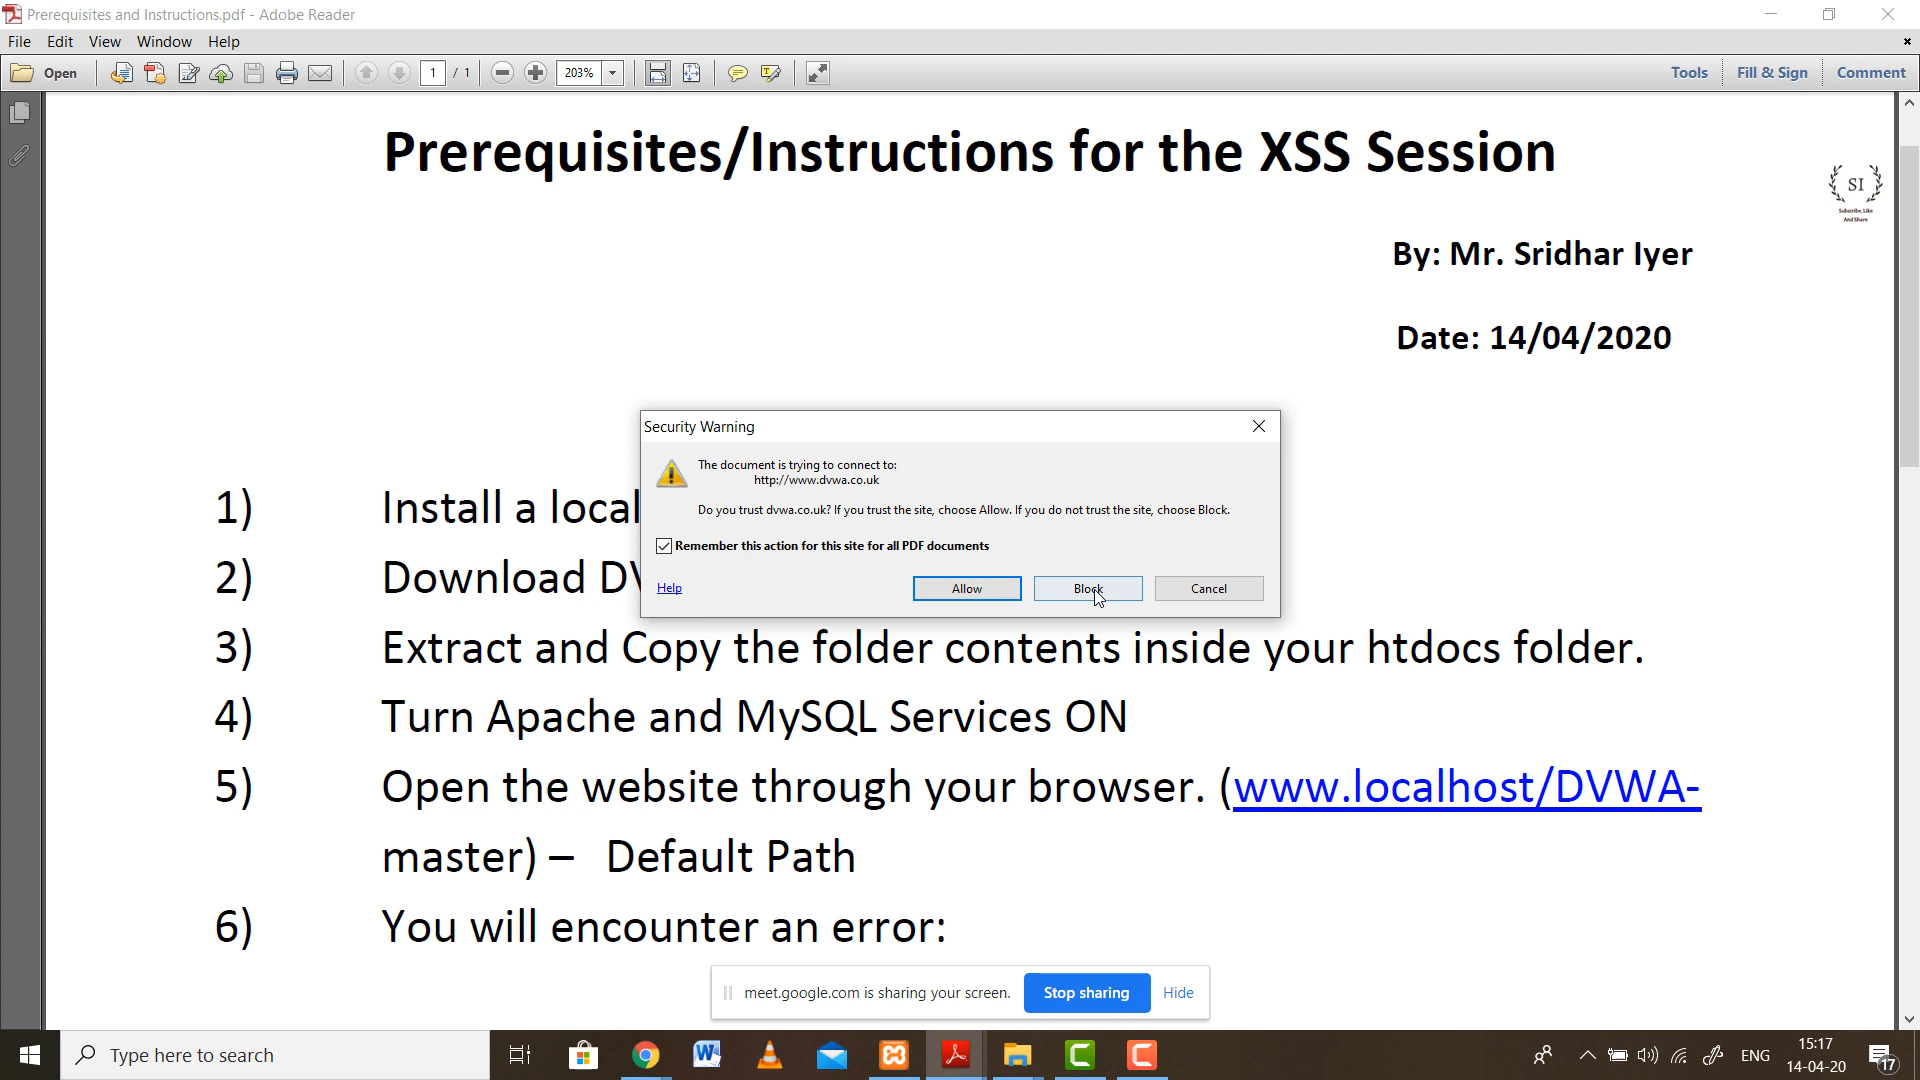 Prerequisites and Instructions.pdf - Adobe Reader
File Edit View Window Help
Open 1 / 1 203% Tools Fill & Sign Comment
Prerequisites/Instructions for the XSS Session
SI
Subscribe, Like
And Share
By: Mr. Sridhar Iyer
Date: 14/04/2020
Security Warning
The document is trying to connect to:
http://www.dvwa.co.uk
Do you trust dvwa.co.uk? If you trust the site, choose Allow. If you do not trust the site, choose Block.
Remember this action for this site for all PDF documents
Help Allow Block Cancel
1) Install a local
2) Download DV
3) Extract and Copy the folder contents inside your htdocs folder.
4) Turn Apache and MySQL Services ON
5) Open the website through your browser. (www.localhost/DVWA-
master) – Default Path
6) You will encounter an error:
meet.google.com is sharing your screen. Stop sharing Hide
Type here to search
ENG
15:17
14-04-20
17